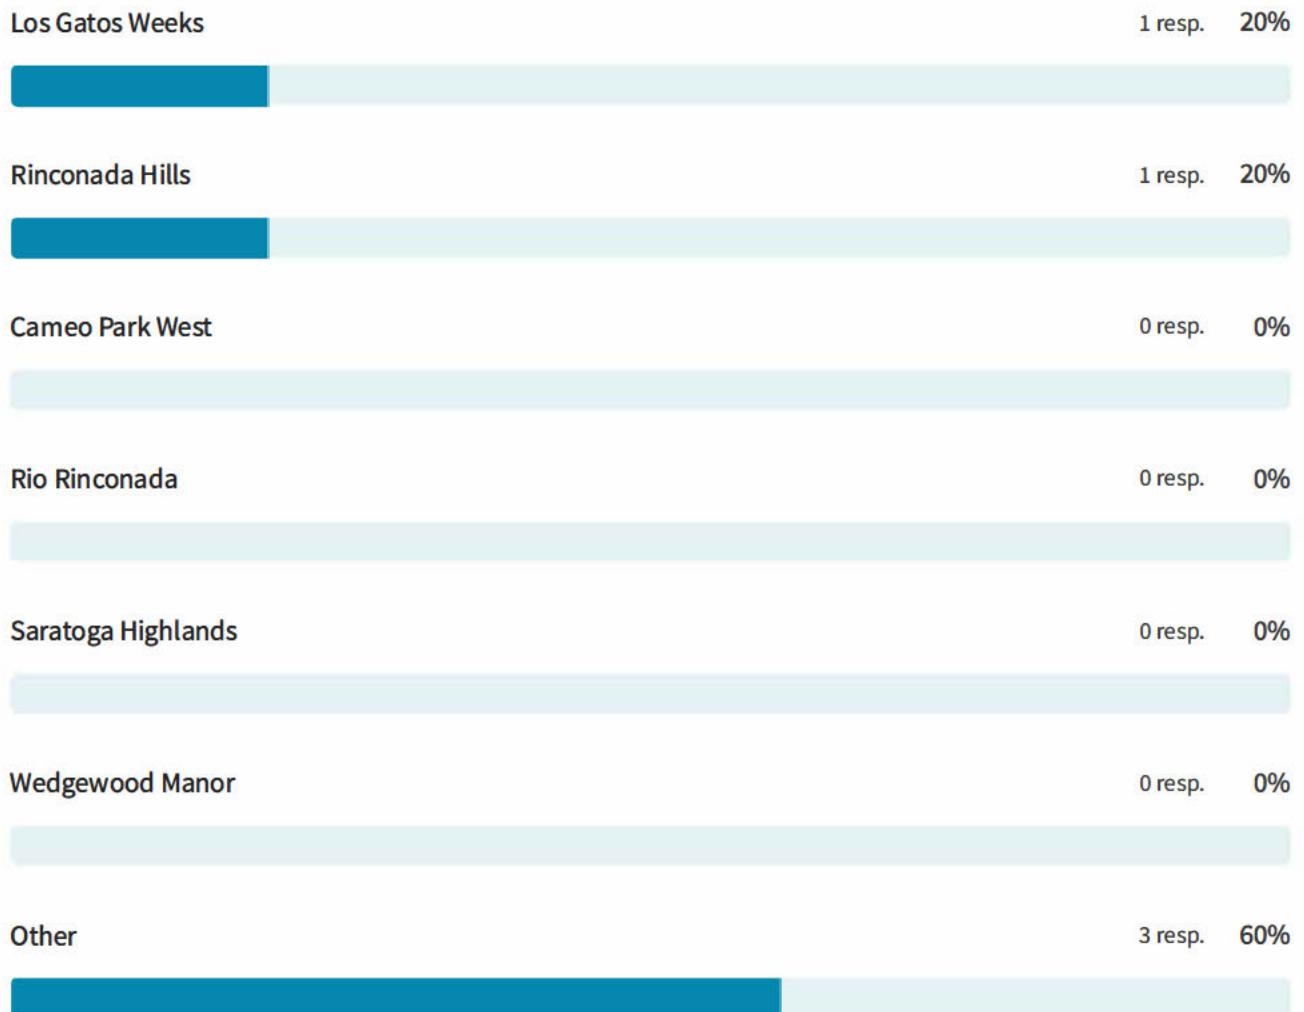 Los Gatos Weeks 1 resp. 20%
Rinconada Hills 1 resp. 20%
Cameo Park West 0 resp. 0%
Rio Rinconada 0 resp. 0%
Saratoga Highlands 0 resp. 0%
Wedgewood Manor 0 resp. 0%
Other 3 resp. 60%